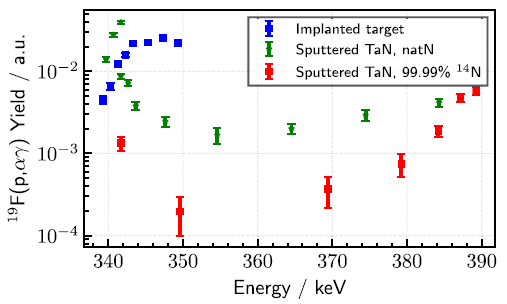 Implanted target
Sputtered TaN, natN
Sputtered TaN, 99.99% ¹⁴N
10⁻²
10⁻³
10⁻⁴
¹⁹F(p,αγ) Yield / a.u.
340 350 360 370 380 390
Energy / keV